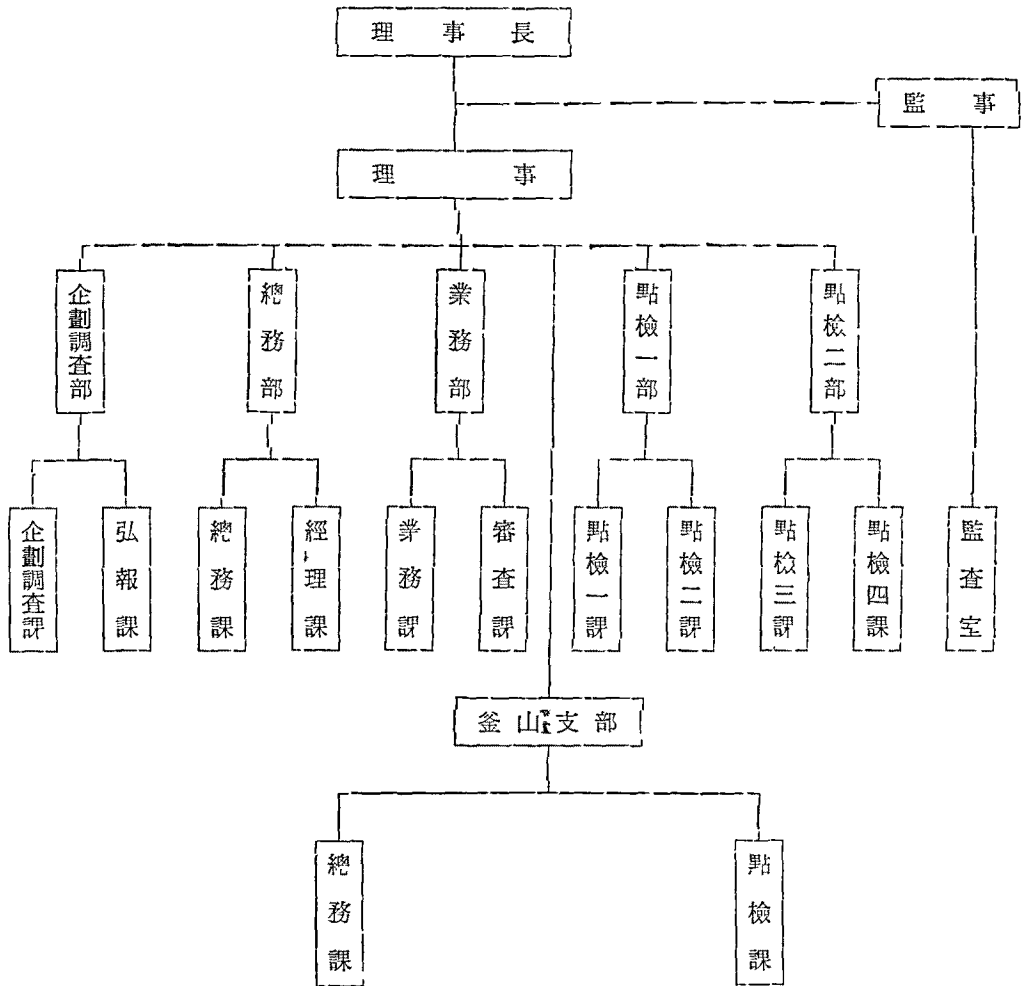 理事長
監事
理事
企劃調査部
總務部
業務部
點檢一部
點檢二部
企劃調査課
弘報課
總務課
經理課
業務課
審査課
點檢一課
點檢二課
點檢三課
點檢四課
監査室
釜山支部
總務課
點檢課